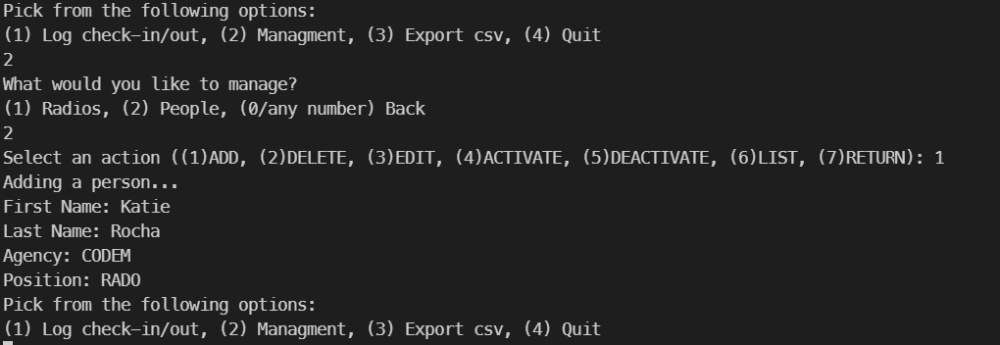 Pick from the following options:
(1) Log check-in/out, (2) Managment, (3) Export csv, (4) Quit
2
What would you like to manage?
(1) Radios, (2) People, (0/any number) Back
2
Select an action ((1)ADD, (2)DELETE, (3)EDIT, (4)ACTIVATE, (5)DEACTIVATE, (6)LIST, (7)RETURN): 1
Adding a person...
First Name: Katie
Last Name: Rocha
Agency: CODEM
Position: RADO
Pick from the following options:
(1) Log check-in/out, (2) Managment, (3) Export csv, (4) Quit